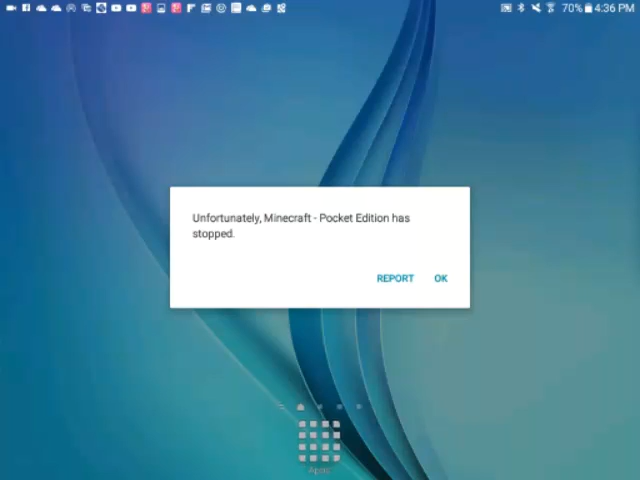 70% 4:36 PM
Unfortunately, Minecraft - Pocket Edition has
stopped.
REPORT OK
Apps